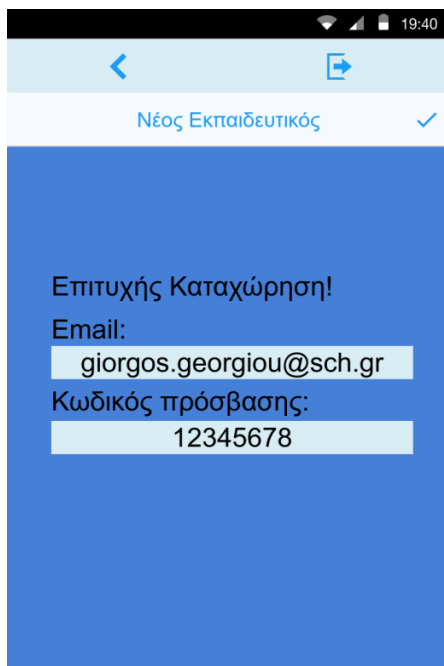 19:40
Νέος Εκπαιδευτικός
Επιτυχής Καταχώρηση!
Email:
giorgos.georgiou@sch.gr
Κωδικός πρόσβασης:
12345678